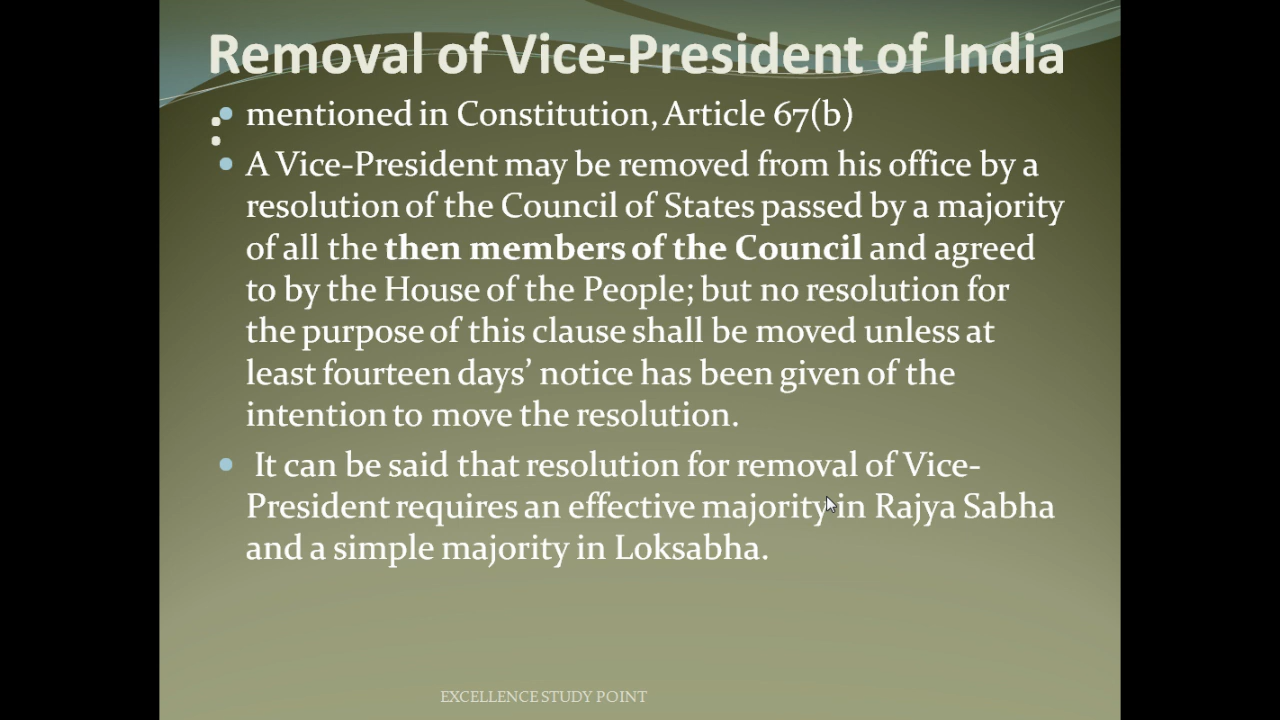 Removal of Vice-President of India
:
• mentioned in Constitution, Article 67(b)
• A Vice-President may be removed from his office by a
resolution of the Council of States passed by a majority
of all the then members of the Council and agreed
to by the House of the People; but no resolution for
the purpose of this clause shall be moved unless at
least fourteen days’ notice has been given of the
intention to move the resolution.
• It can be said that resolution for removal of Vice-
President requires an effective majority in Rajya Sabha
and a simple majority in Loksabha.
EXCELLENCE STUDY POINT